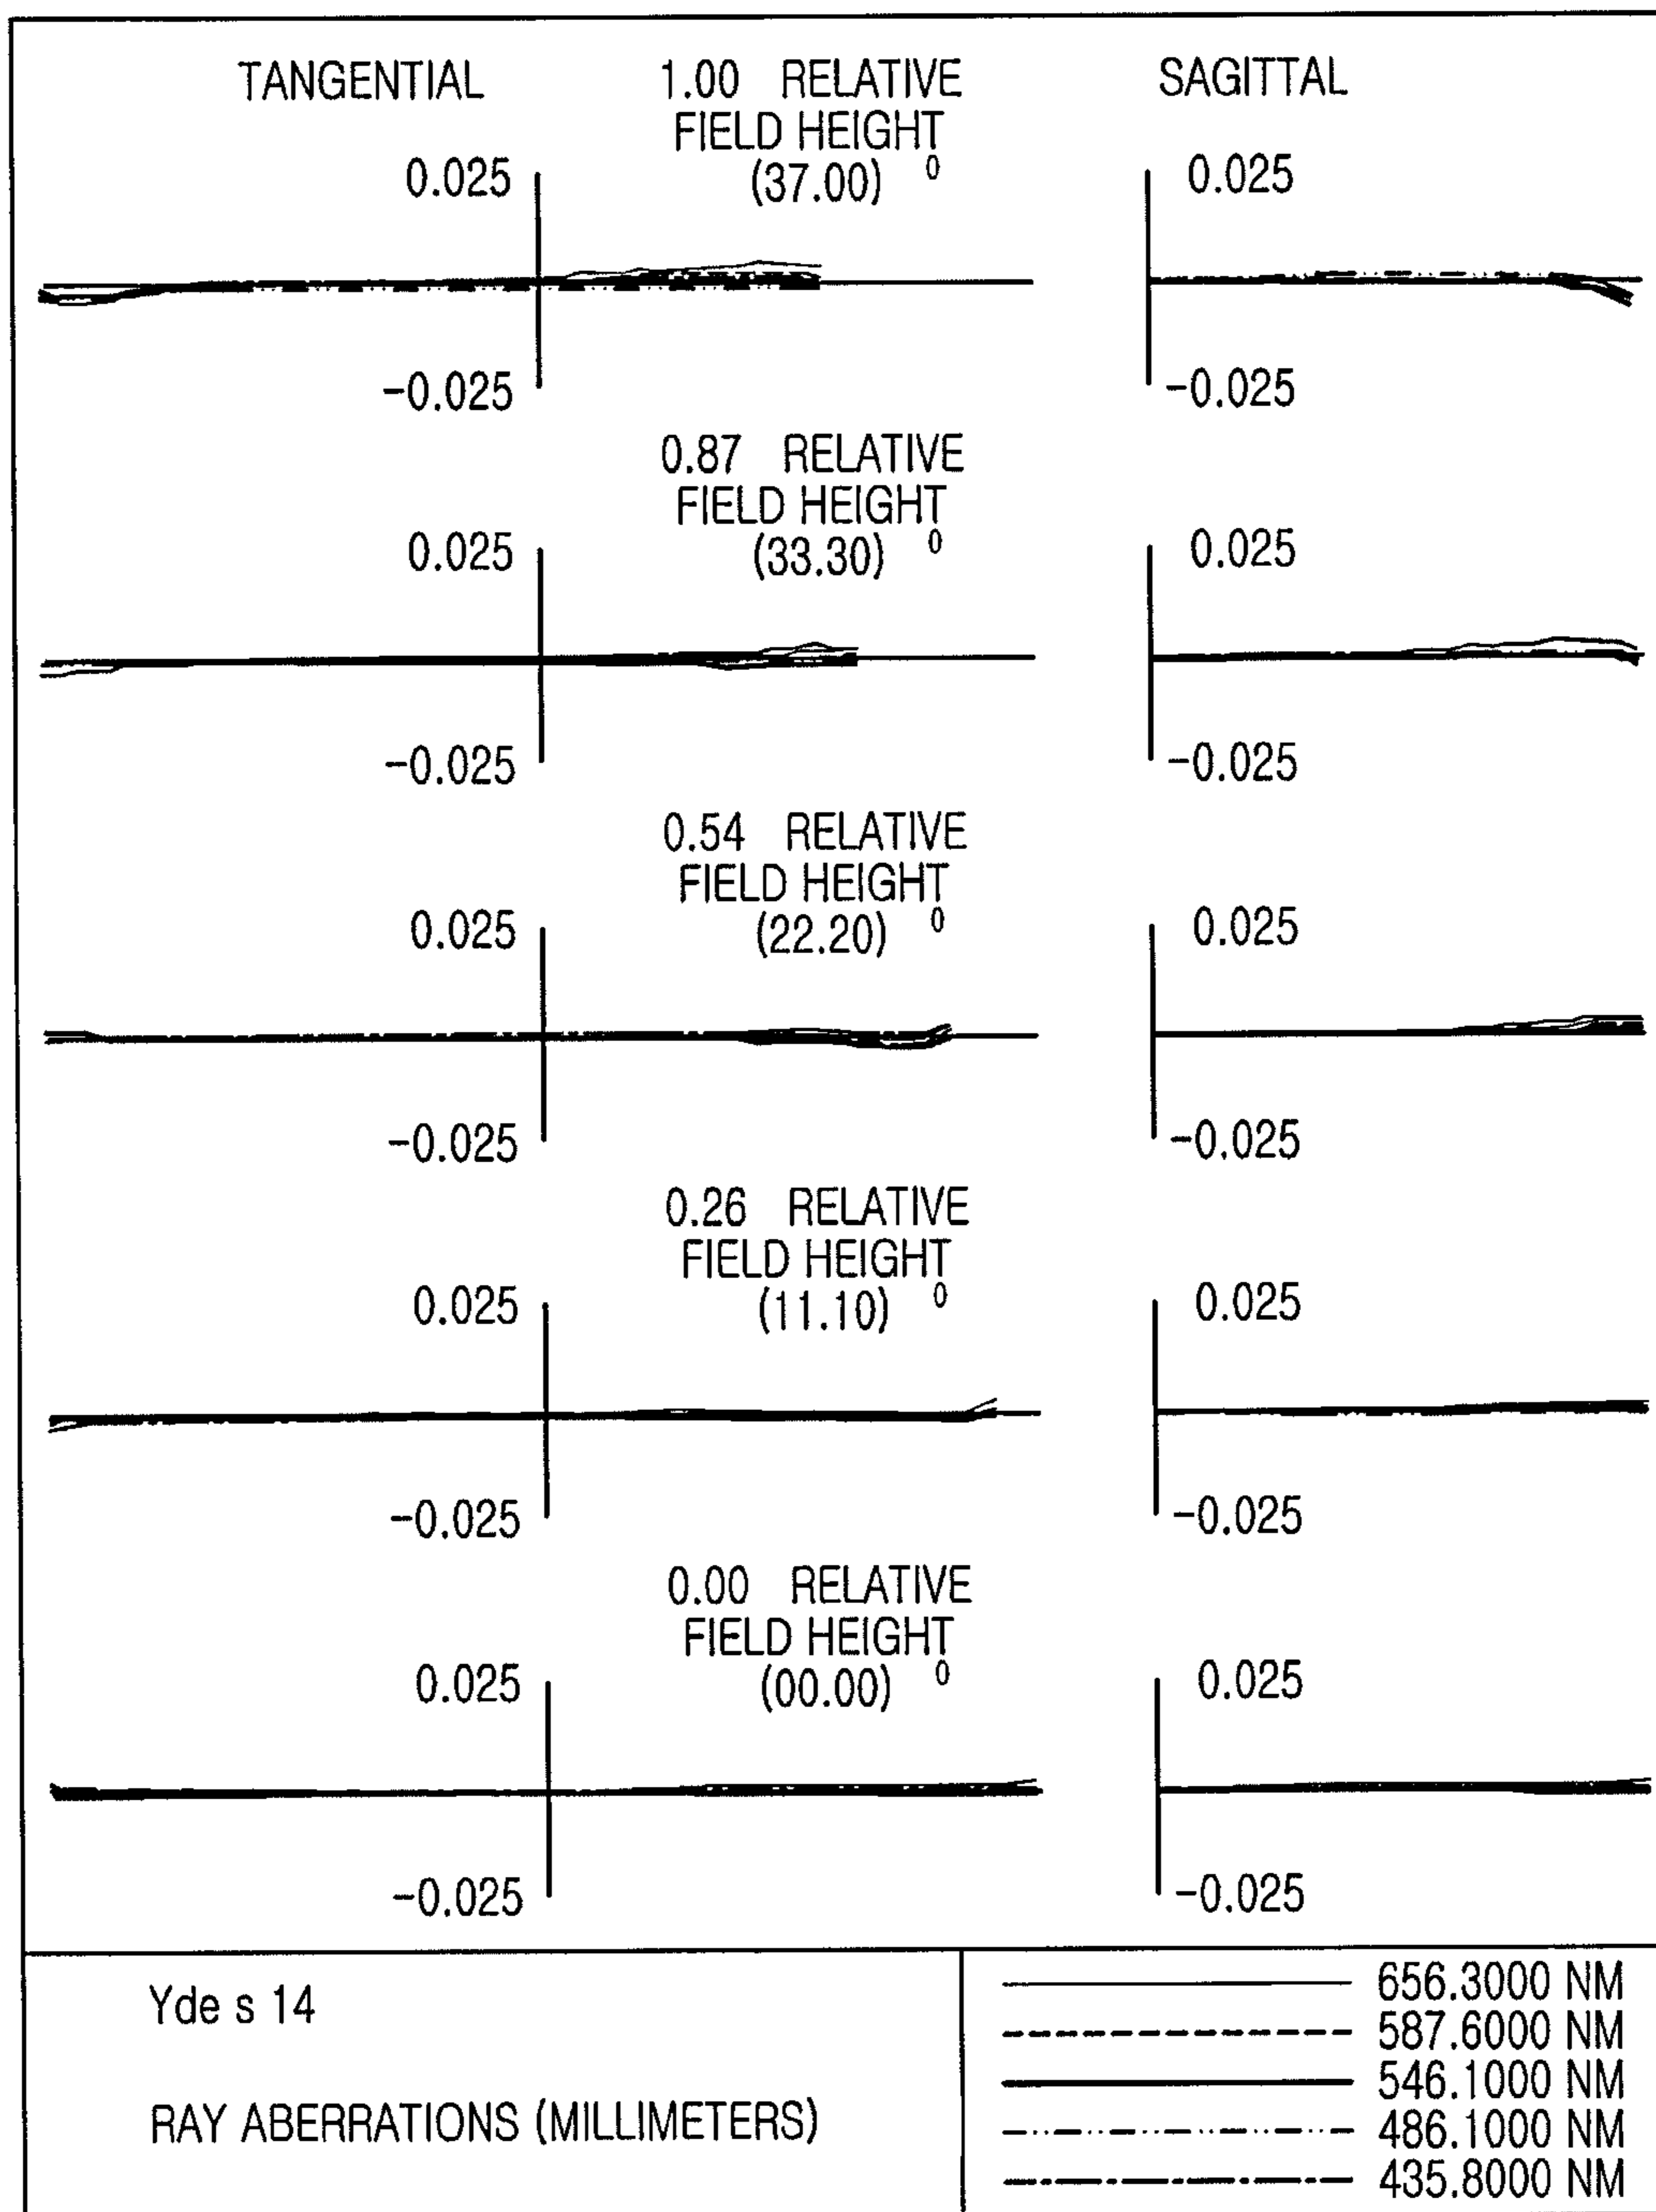 TANGENTIAL
1.00 RELATIVE
FIELD HEIGHT
(37.00) 0
SAGITTAL
0.025
0.025
-0.025
-0.025
0.87 RELATIVE
FIELD HEIGHT
(33.30) 0
0.025
0.025
-0.025
-0.025
0.54 RELATIVE
FIELD HEIGHT
(22.20) 0
0.025
0.025
-0.025
-0.025
0.26 RELATIVE
FIELD HEIGHT
(11.10) 0
0.025
0.025
-0.025
-0.025
0.00 RELATIVE
FIELD HEIGHT
(00.00) 0
0.025
0.025
-0.025
-0.025
Yde s 14
RAY ABERRATIONS (MILLIMETERS)
656.3000 NM
587.6000 NM
546.1000 NM
486.1000 NM
435.8000 NM